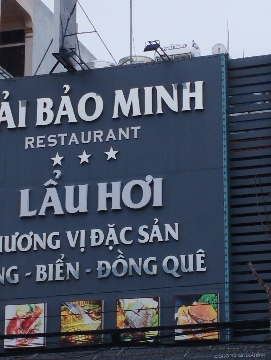 ẢI BẢO MINH
RESTAURANT
LẨU HƠI
HƯƠNG VỊ ĐẶC SẢN
NG - BIỂN - ĐỒNG QUÊ